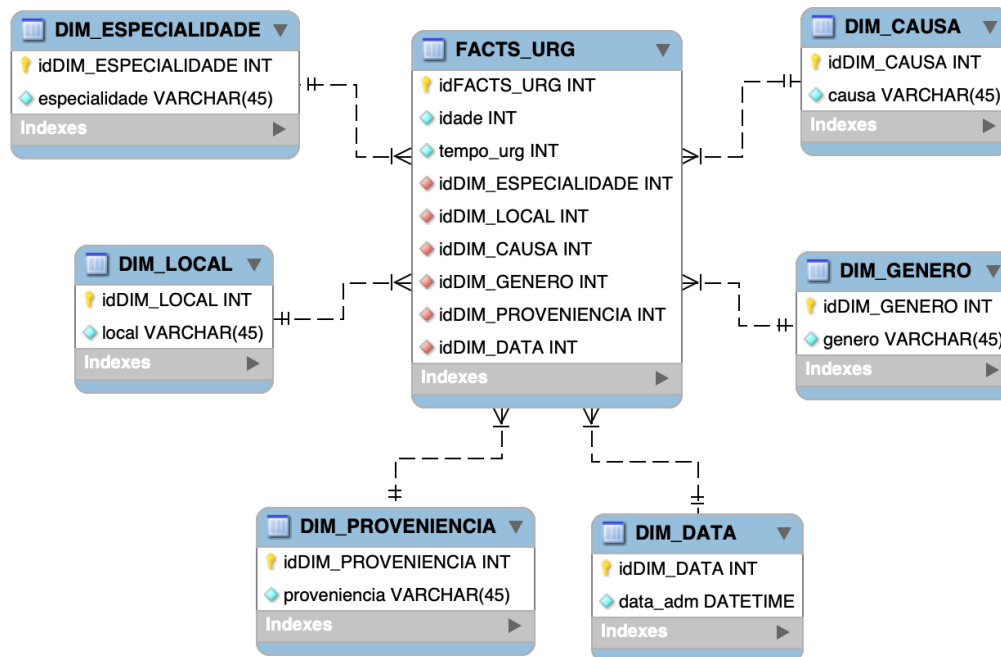 DIM_ESPECIALIDADE
idDIM_ESPECIALIDADE INT
especialidade VARCHAR(45)
Indexes
FACTS_URG
idFACTS_URG INT
idade INT
tempo_urg INT
idDIM_ESPECIALIDADE INT
idDIM_LOCAL INT
idDIM_CAUSA INT
idDIM_GENERO INT
idDIM_PROVENIENCIA INT
idDIM_DATA INT
Indexes
DIM_CAUSA
idDIM_CAUSA INT
causa VARCHAR(45)
Indexes
DIM_LOCAL
idDIM_LOCAL INT
local VARCHAR(45)
Indexes
DIM_GENERO
idDIM_GENERO INT
genero VARCHAR(45)
Indexes
DIM_PROVENIENCIA
idDIM_PROVENIENCIA INT
proveniencia VARCHAR(45)
Indexes
DIM_DATA
idDIM_DATA INT
data_adm DATETIME
Indexes